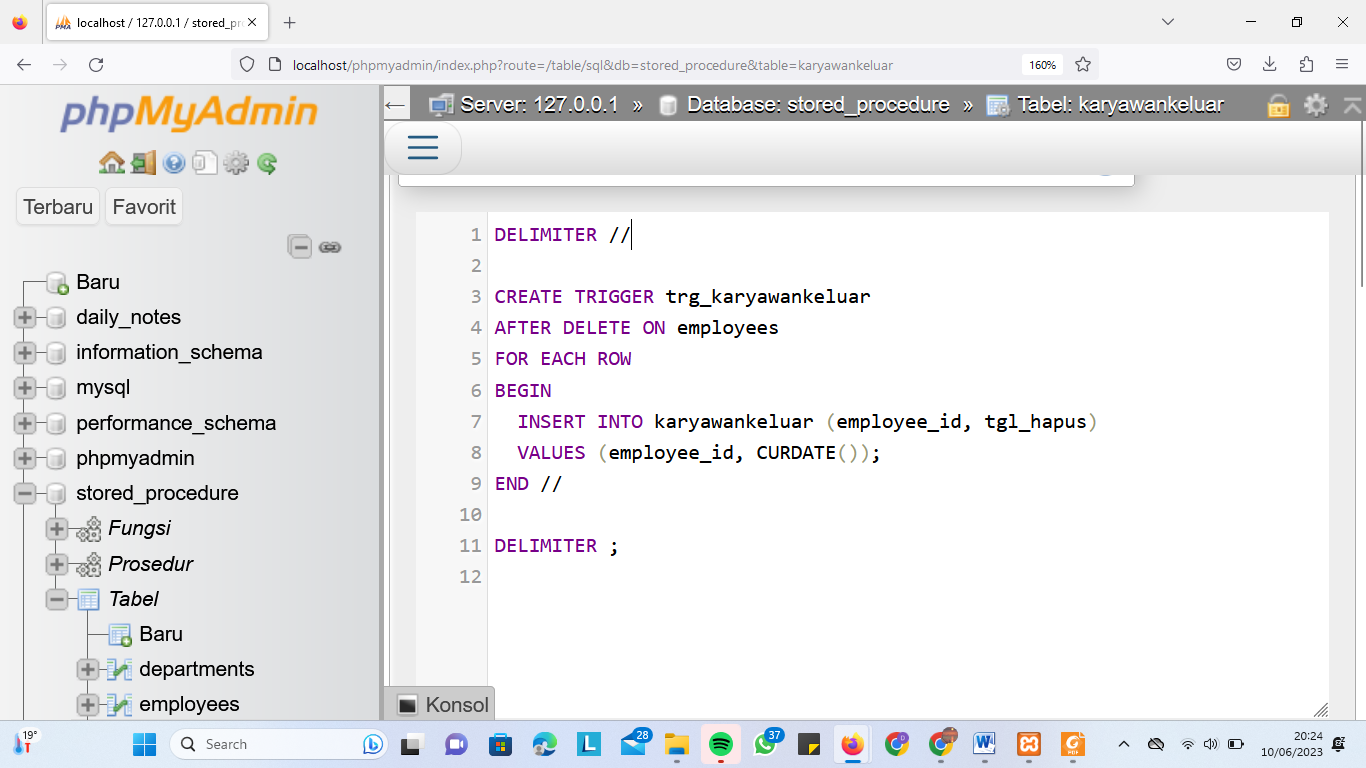 localhost / 127.0.0.1 / stored_pr
localhost/phpmyadmin/index.php?route=/table/sql&db=stored_procedure&table=karyawankeluar
160%
phpMyAdmin
Terbaru
Favorit
Baru
daily_notes
information_schema
mysql
performance_schema
phpmyadmin
stored_procedure
Fungsi
Prosedur
Tabel
Baru
departments
employees
Server: 127.0.0.1 » Database: stored_procedure » Tabel: karyawankeluar
1 DELIMITER //
2
3 CREATE TRIGGER trg_karyawankeluar
4 AFTER DELETE ON employees
5 FOR EACH ROW
6 BEGIN
7 INSERT INTO karyawankeluar (employee_id, tgl_hapus)
8 VALUES (employee_id, CURDATE());
9 END //
10
11 DELIMITER ;
12
Konsol
19°
Search
28
37
20:24
10/06/2023